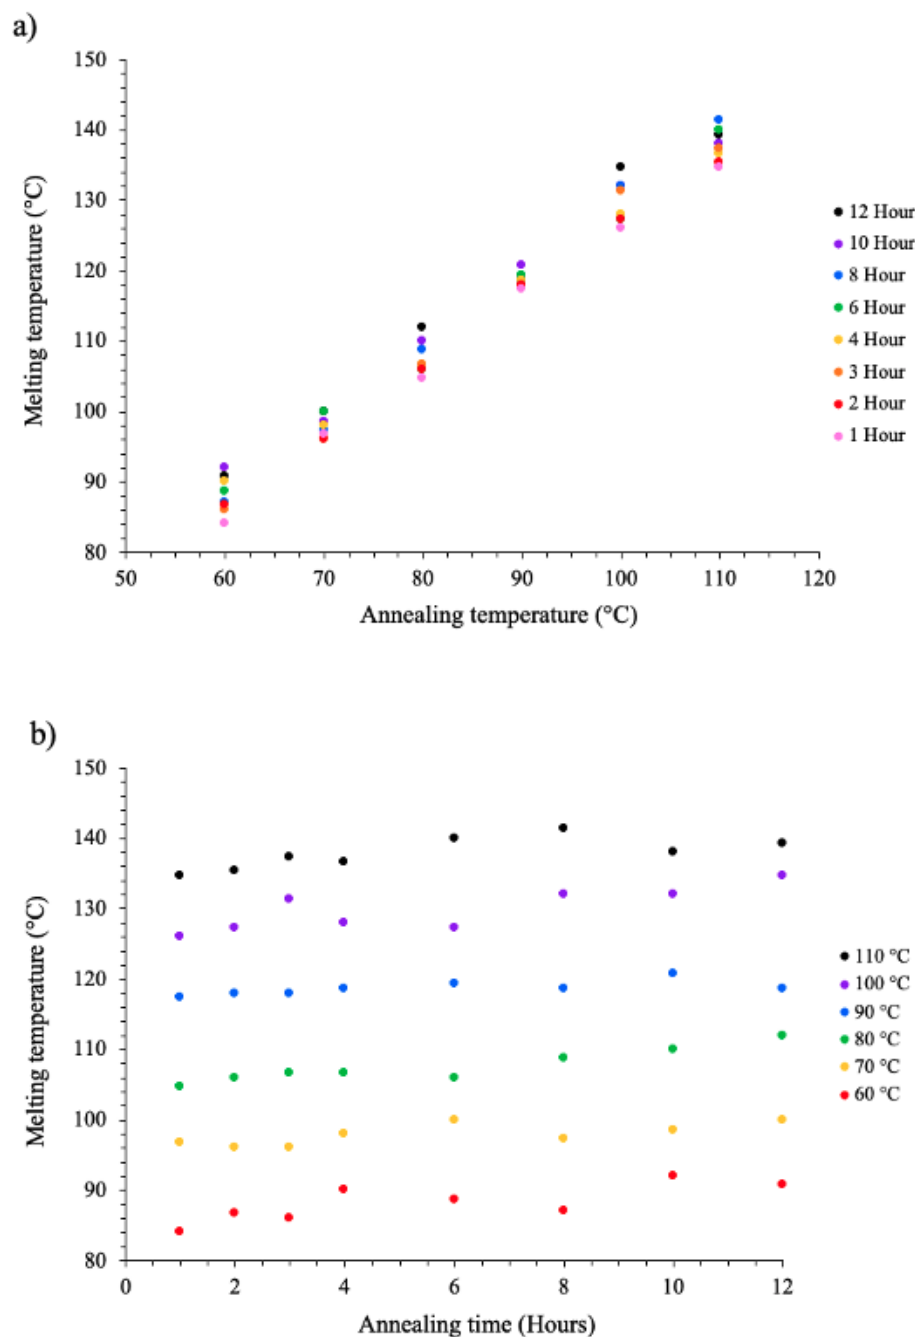 a)
150
140
130
120
110
100
90
80
Melting temperature (°C)
50 60 70 80 90 100 110 120
Annealing temperature (°C)
12 Hour
10 Hour
8 Hour
6 Hour
4 Hour
3 Hour
2 Hour
1 Hour
b)
150
140
130
120
110
100
90
80
Melting temperature (°C)
0 2 4 6 8 10 12
Annealing time (Hours)
110 °C
100 °C
90 °C
80 °C
70 °C
60 °C